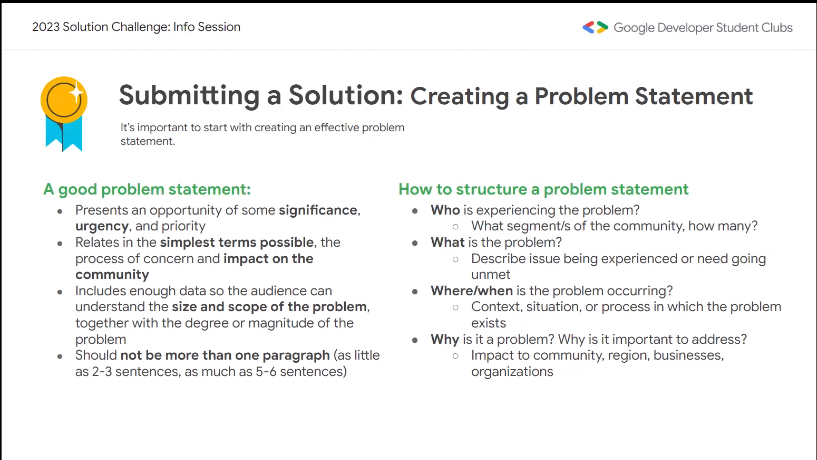 2023 Solution Challenge: Info Session
Google Developer Student Clubs
Submitting a Solution: Creating a Problem Statement
It's important to start with creating an effective problem
statement.
A good problem statement:
● Presents an opportunity of some significance,
urgency, and priority
● Relates in the simplest terms possible, the
process of concern and impact on the
community
● Includes enough data so the audience can
understand the size and scope of the problem,
together with the degree or magnitude of the
problem
● Should not be more than one paragraph (as little
as 2-3 sentences, as much as 5-6 sentences)
How to structure a problem statement
● Who is experiencing the problem?
○ What segment/s of the community, how many?
● What is the problem?
○ Describe issue being experienced or need going
unmet
● Where/when is the problem occurring?
○ Context, situation, or process in which the problem
exists
● Why is it a problem? Why is it important to address?
○ Impact to community, region, businesses,
organizations